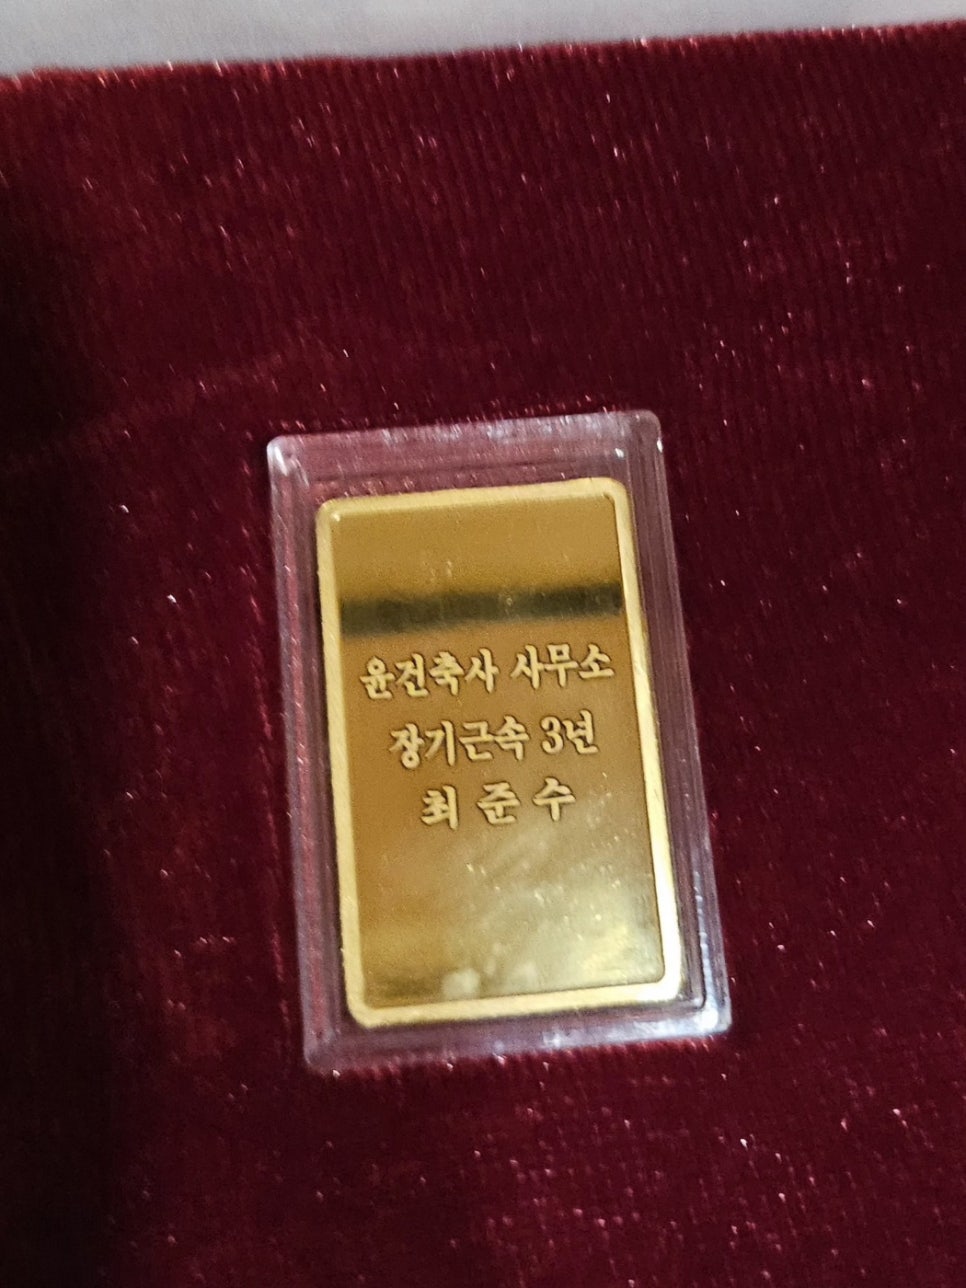 윤건축사 사무소
장기근속 3년
최 준 수